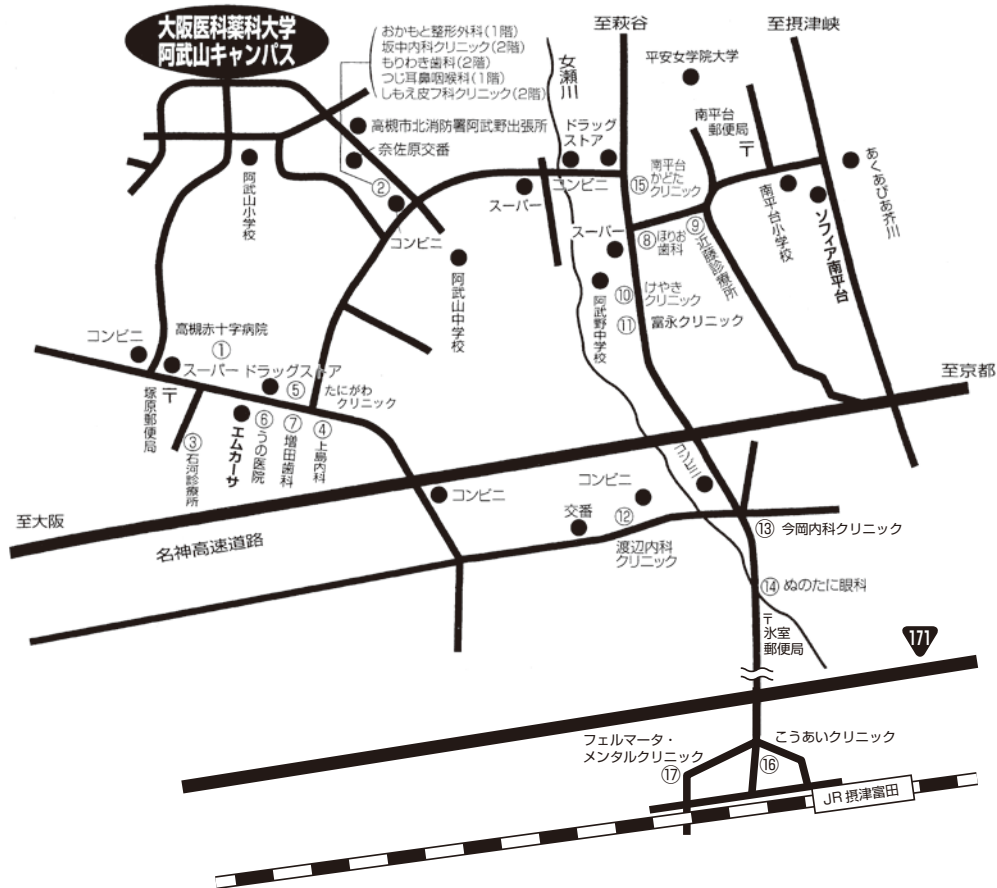 大阪医科薬科大学
阿武山キャンパス
おかもと整形外科(1階)
坂中内科クリニック(2階)
もりわき歯科(2階)
つじ耳鼻咽喉科(1階)
しもえ皮フ科クリニック(2階)
女瀬川
至萩谷
至摂津峡
平安女学院大学
南平台
郵便局
〒
高槻市北消防署阿武野出張所
奈佐原交番
②
コンビニ
ドラッグ
ストア
コンビニ
スーパー
⑮
南平台
かどた
クリニック
あくあぴあ芥川
阿武山小学校
南平台小学校
ソフィア南平台
スーパー
⑧
ほりお
歯科
⑨
近藤診療所
阿武山中学校
阿武野中学校
⑩
けやき
クリニック
⑪
富永クリニック
コンビニ
高槻赤十字病院
①
スーパー
ドラッグストア
⑤
たにがわ
クリニック
〒
塚原郵便局
③
石河診療所
エムカーサ
⑥
うの医院
⑦
増田歯科
④
上島内科
至京都
至大阪
名神高速道路
コンビニ
コンビニ
コンビニ
交番
⑫
渡辺内科
クリニック
⑬
今岡内科クリニック
⑭
ぬのたに眼科
〒
氷室
郵便局
171
フェルマータ・
メンタルクリニック
⑰
こうあいクリニック
⑯
JR 摂津富田